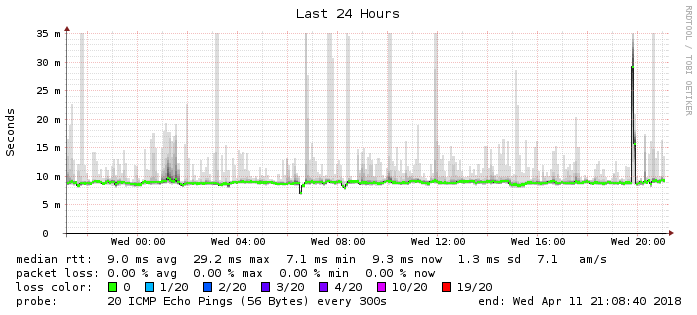 Last 24 Hours
RRDTOOL / TOBI OETIKER
Seconds
35 m
30 m
25 m
20 m
15 m
10 m
5 m
0
Wed 00:00 Wed 04:00 Wed 08:00 Wed 12:00 Wed 16:00 Wed 20:00
median rtt: 9.0 ms avg 29.2 ms max 7.1 ms min 9.3 ms now 1.3 ms sd 7.1 am/s
packet loss: 0.00 % avg 0.00 % max 0.00 % min 0.00 % now
loss color: 0 1/20 2/20 3/20 4/20 10/20 19/20
probe: 20 ICMP Echo Pings (56 Bytes) every 300s end: Wed Apr 11 21:08:40 2018